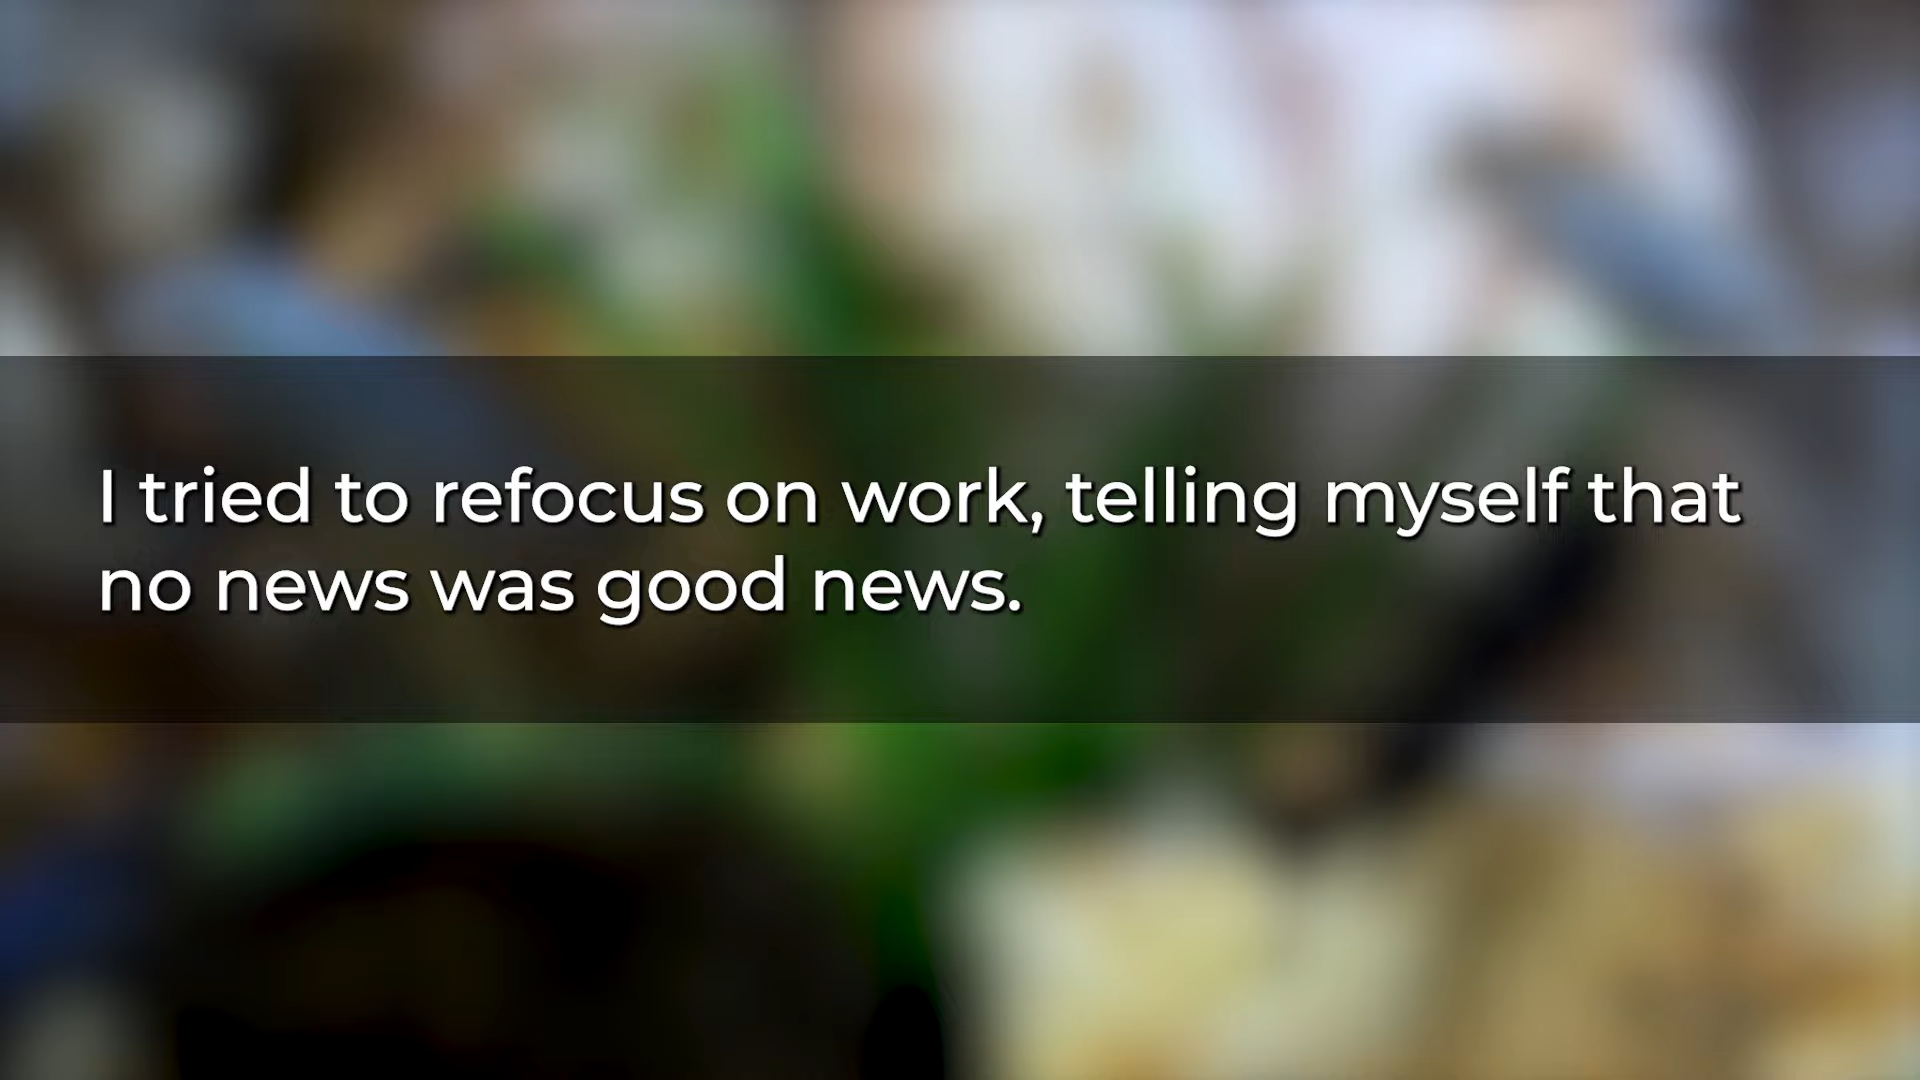 I tried to refocus on work, telling myself that
no news was good news.